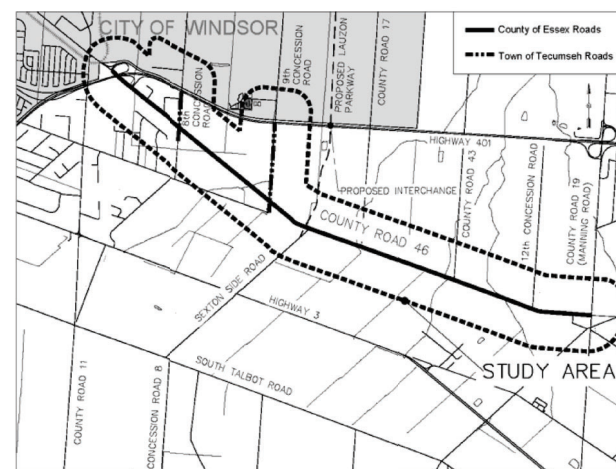 CITY OF WINDSOR
County of Essex Roads
Town of Tecumseh Roads
8th
CONCESSION
ROAD
9th
CONCESSION
ROAD
PROPOSED LAUZON
PARKWAY
COUNTY ROAD 17
HIGHWAY 401
PROPOSED INTERCHANGE
COUNTY ROAD 43
12th CONCESSION ROAD
COUNTY ROAD 19
(MANNING ROAD)
COUNTY ROAD 46
SEXTON SIDE ROAD
HIGHWAY 3
SOUTH TALBOT ROAD
STUDY AREA
COUNTY ROAD 11
CONCESSION ROAD 8